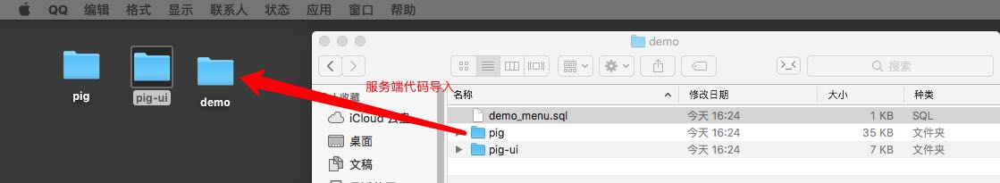 QQ 编辑 格式 显示 联系人 状态 应用 窗口 帮助
demo
搜索
pig
pig-ui
demo
服务端代码导入
收藏
iCloud 云盘
桌面
文稿
名称 修改日期 大小 种类
demo_menu.sql 今天 16:24 1 KB SQL
pig 今天 16:24 35 KB 文件夹
pig-ui 今天 16:24 7 KB 文件夹